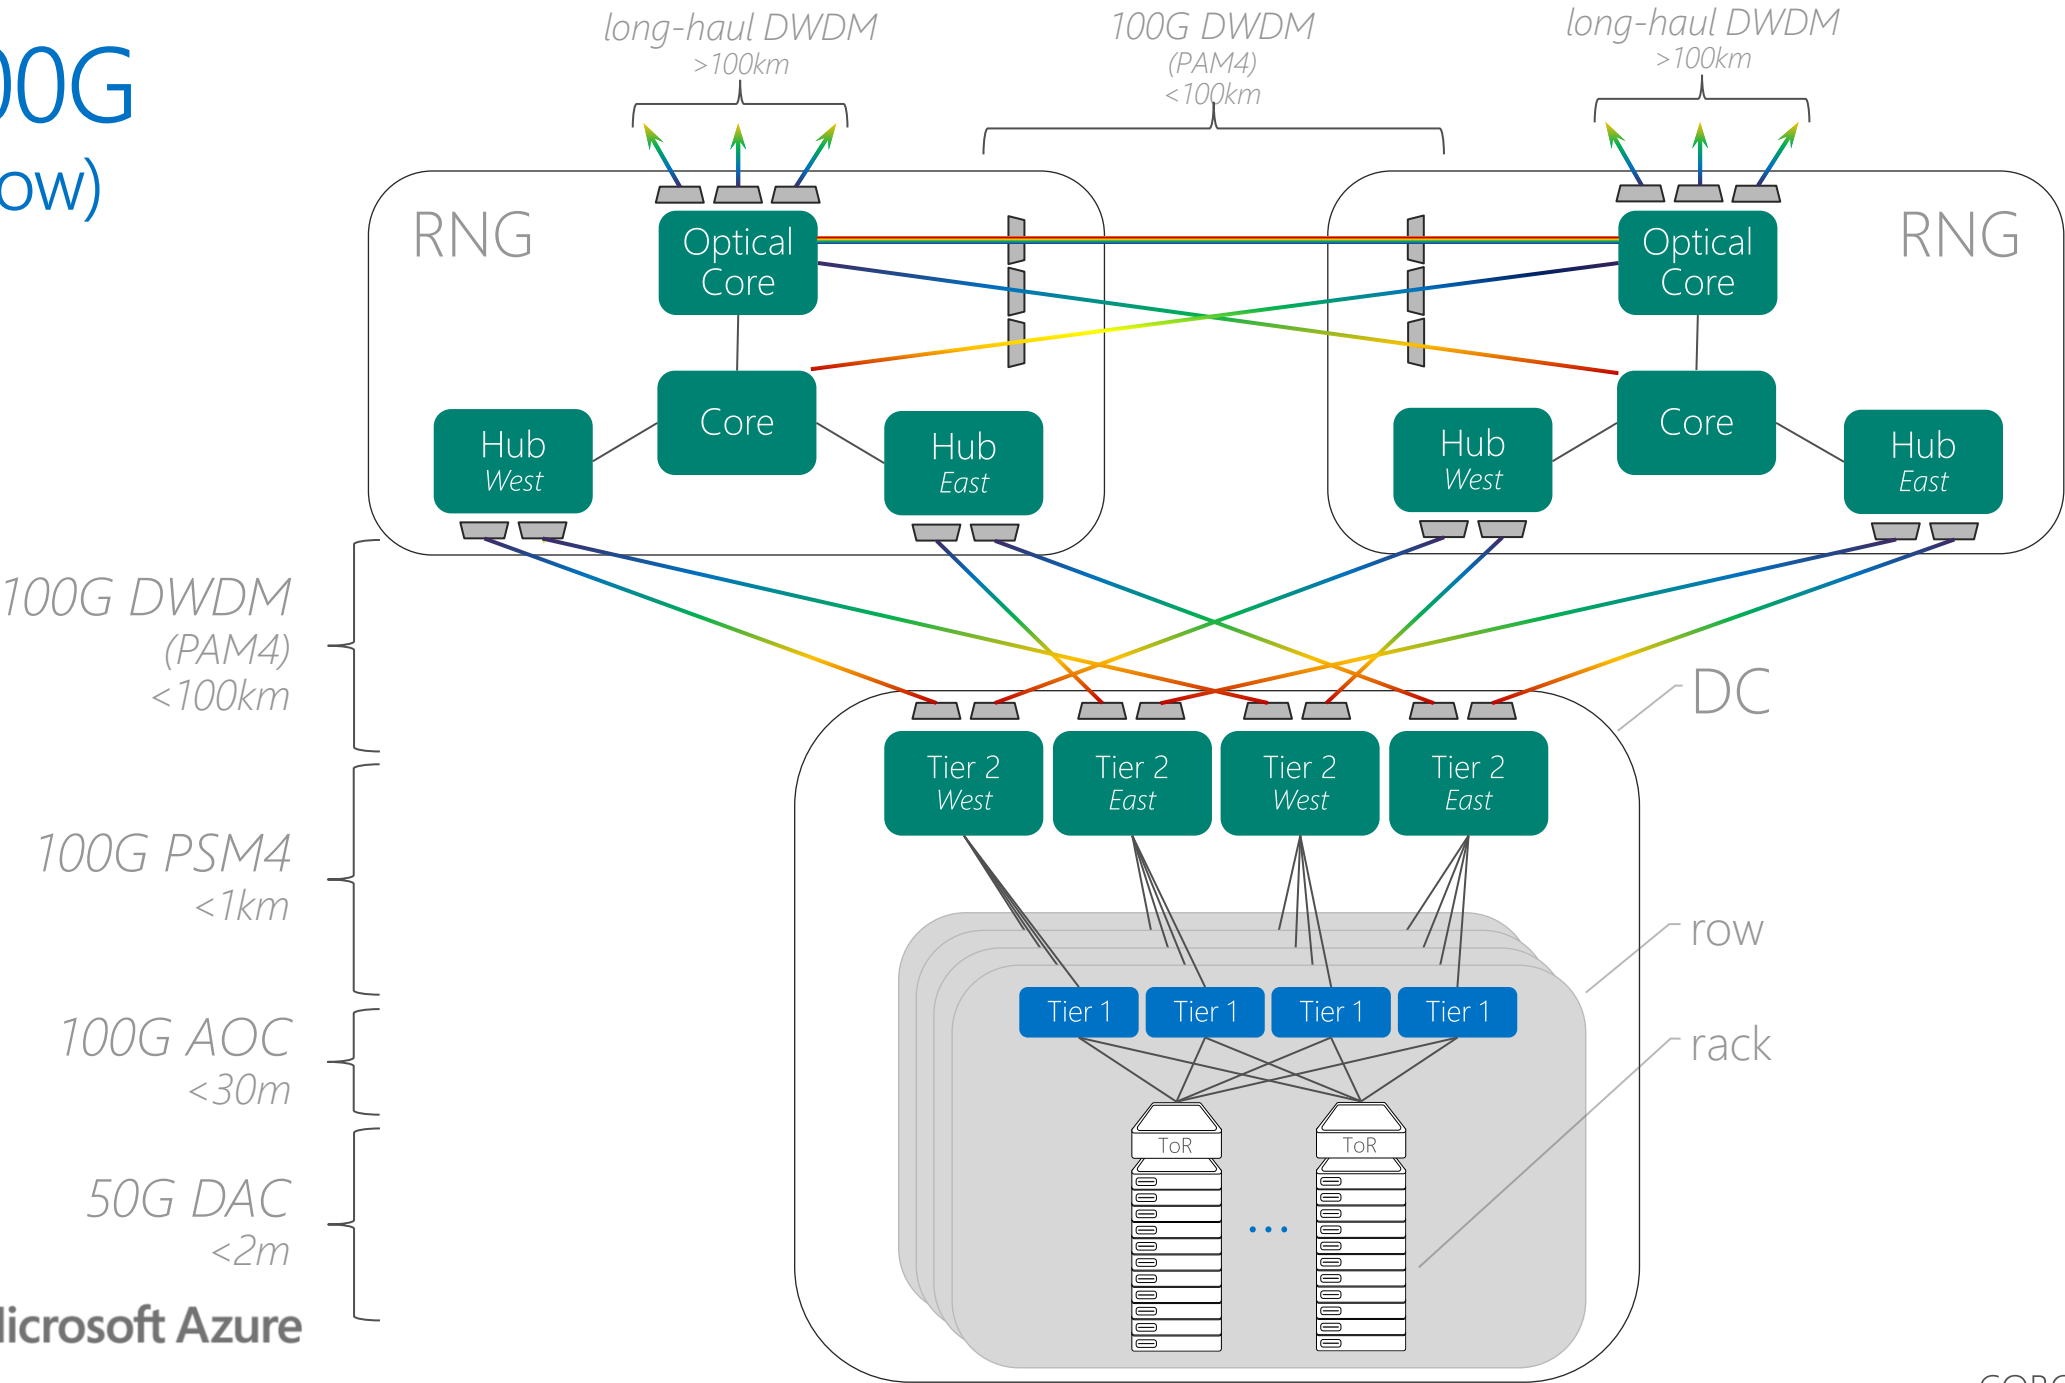 long-haul DWDM
>100km
100G DWDM
(PAM4)
<100km
long-haul DWDM
>100km
00G
ow)
RNG
Optical
Core
Core
Hub
West
Hub
East
RNG
Optical
Core
Core
Hub
West
Hub
East
100G DWDM
(PAM4)
<100km
DC
Tier 2
West
Tier 2
East
Tier 2
West
Tier 2
East
100G PSM4
<1km
row
Tier 1
Tier 1
Tier 1
Tier 1
100G AOC
<30m
rack
ToR
ToR
50G DAC
<2m
...
Microsoft Azure